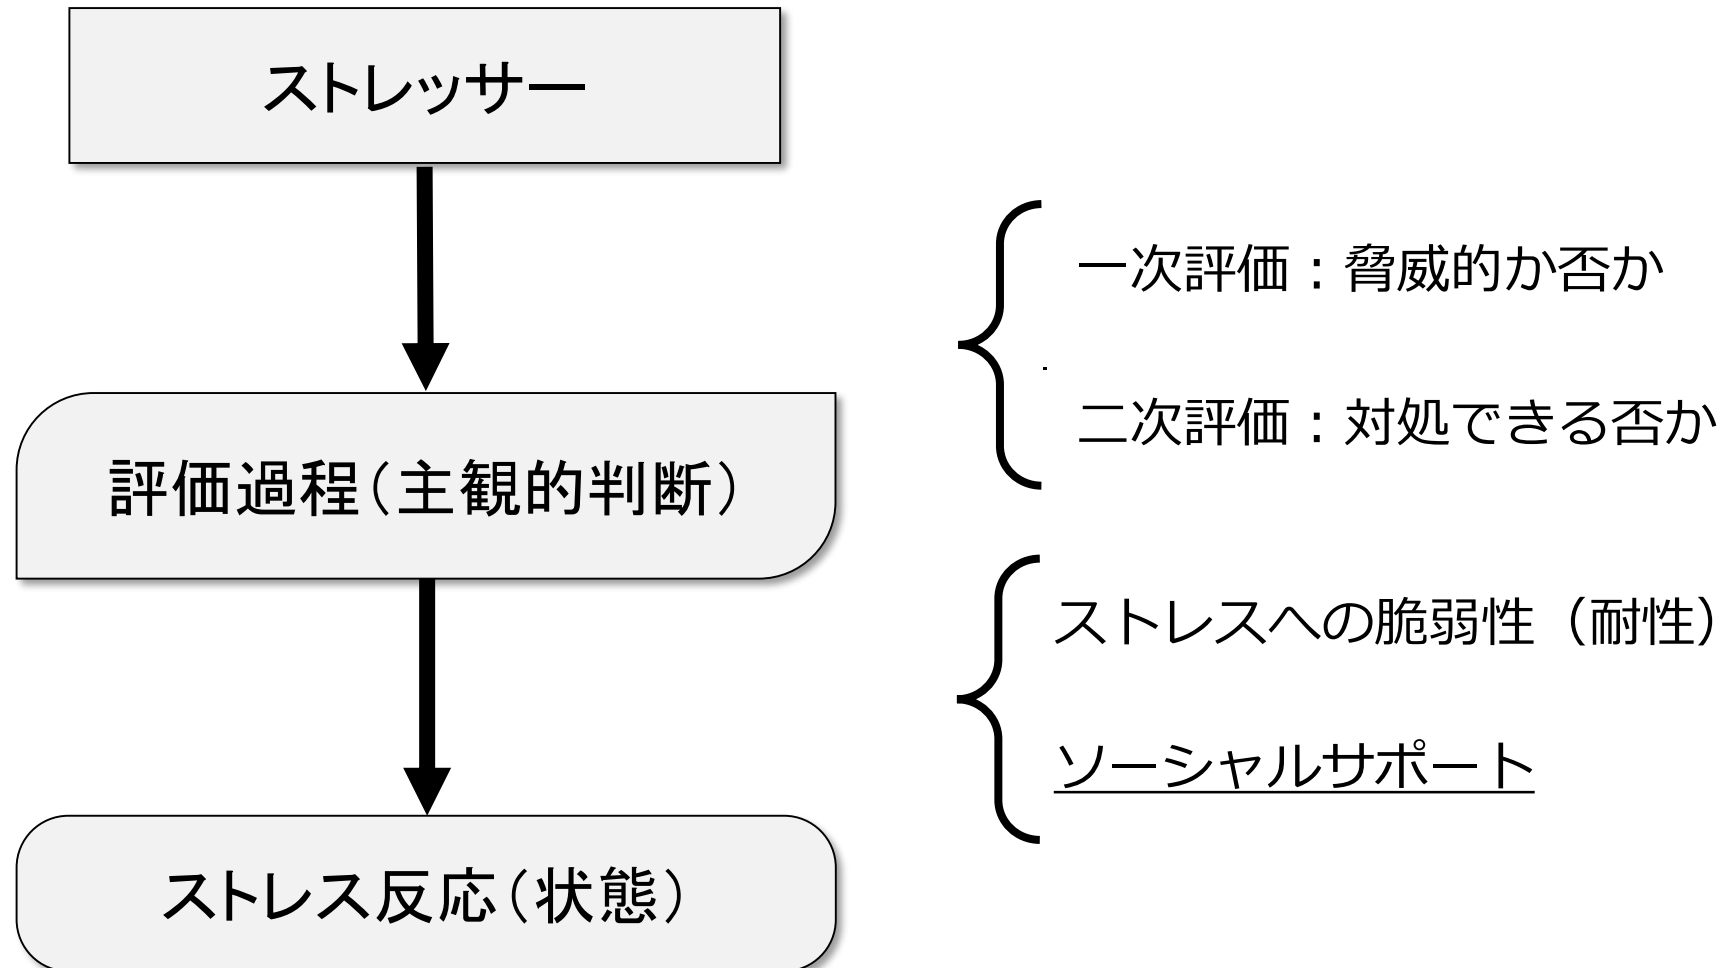 ストレッサー
一次評価：脅威的か否か
二次評価：対処できる否か
評価過程（主観的判断）
ストレスへの脆弱性（耐性）
ソーシャルサポート
ストレス反応（状態）